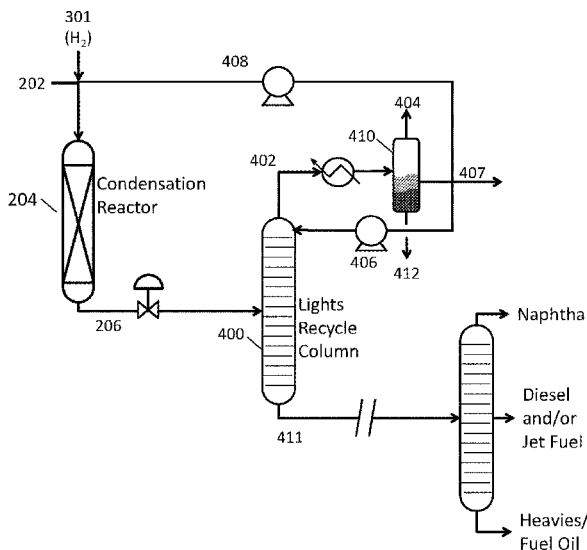 301
(H₂)
202
408
404
410
402
407
Condensation
Reactor
204
406
412
206
400
Lights
Recycle
Column
411
Naphtha
Diesel
and/or
Jet Fuel
Heavies/
Fuel Oil